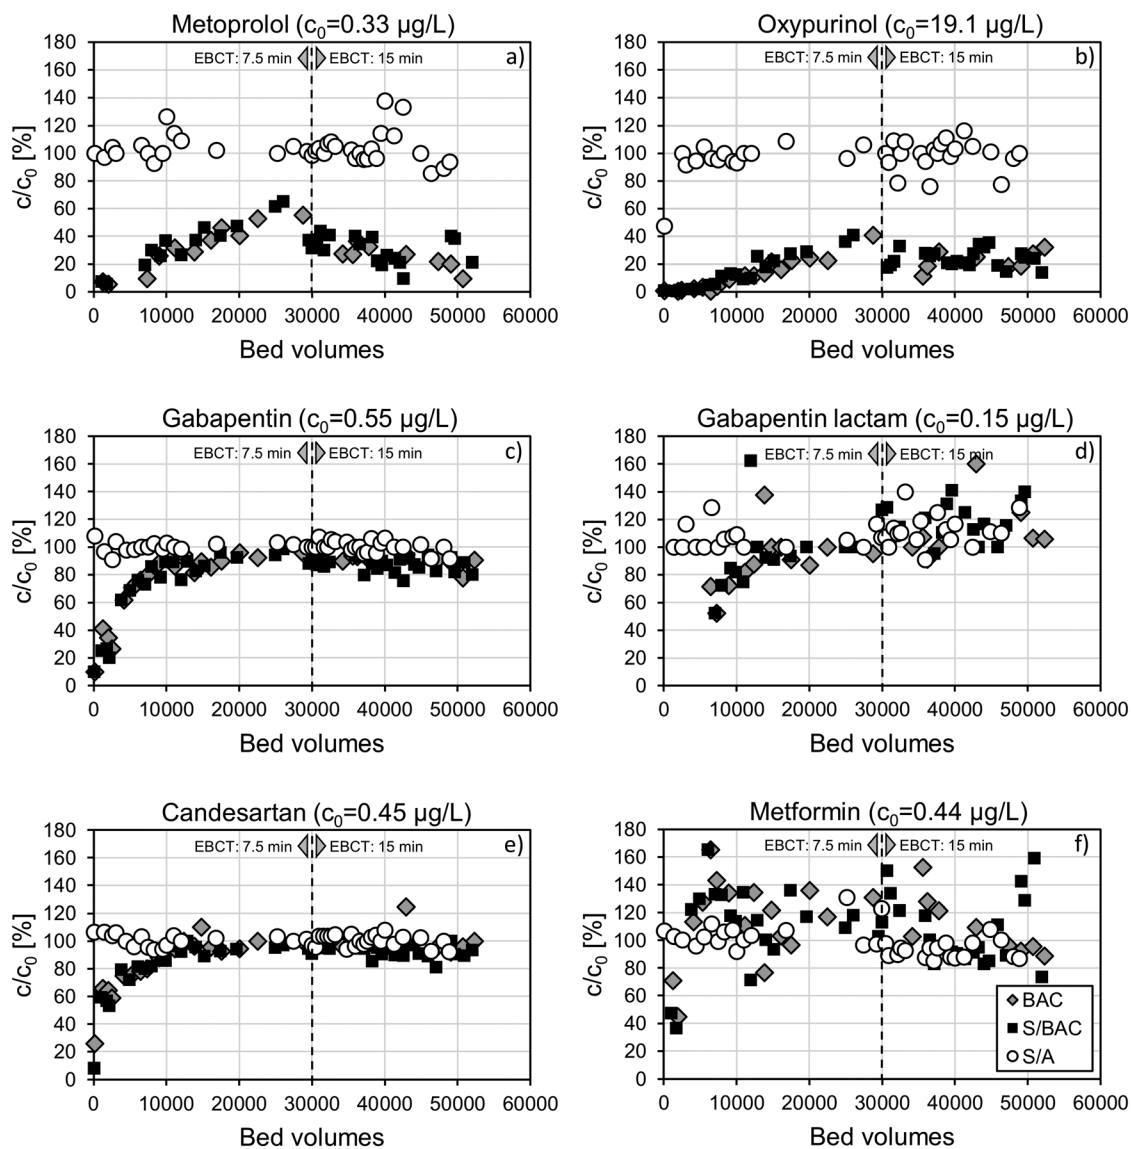 Metoprolol (c0=0.33 µg/L)
c/c0 [%]
180
160
140
120
100
80
60
40
20
0
EBCT: 7.5 min
EBCT: 15 min
a)
0 10000 20000 30000 40000 50000 60000
Bed volumes
Oxypurinol (c0=19.1 µg/L)
c/c0 [%]
180
160
140
120
100
80
60
40
20
0
EBCT: 7.5 min
EBCT: 15 min
b)
0 10000 20000 30000 40000 50000 60000
Bed volumes
Gabapentin (c0=0.55 µg/L)
c/c0 [%]
180
160
140
120
100
80
60
40
20
0
EBCT: 7.5 min
EBCT: 15 min
c)
0 10000 20000 30000 40000 50000 60000
Bed volumes
Gabapentin lactam (c0=0.15 µg/L)
c/c0 [%]
180
160
140
120
100
80
60
40
20
0
EBCT: 7.5 min
EBCT: 15 min
d)
0 10000 20000 30000 40000 50000 60000
Bed volumes
Candesartan (c0=0.45 µg/L)
c/c0 [%]
180
160
140
120
100
80
60
40
20
0
EBCT: 7.5 min
EBCT: 15 min
e)
0 10000 20000 30000 40000 50000 60000
Bed volumes
Metformin (c0=0.44 µg/L)
c/c0 [%]
180
160
140
120
100
80
60
40
20
0
EBCT: 7.5 min
EBCT: 15 min
f)
BAC
S/BAC
S/A
0 10000 20000 30000 40000 50000 60000
Bed volumes